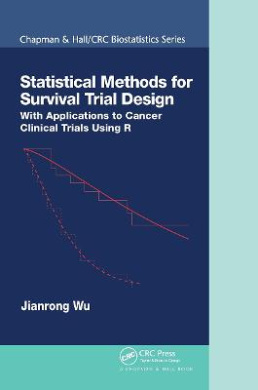 Chapman & Hall/CRC Biostatistics Series
Statistical Methods for
Survival Trial Design
With Applications to Cancer
Clinical Trials Using R
Jianrong Wu
CRC Press
Taylor & Francis Group
A CHAPMAN & HALL BOOK